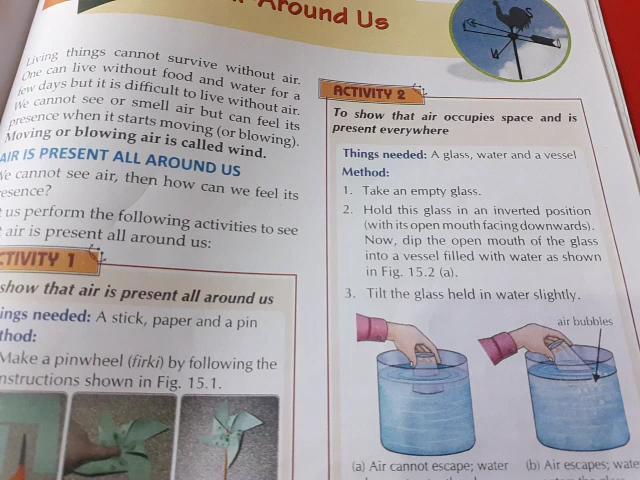 Around Us
Living things cannot survive without air.
One can live without food and water for a
few days but it is difficult to live without air.
We cannot see or smell air but can feel its
presence when it starts moving (or blowing).
Moving or blowing air is called wind.
AIR IS PRESENT ALL AROUND US
We cannot see air, then how can we feel its
resence?
t us perform the following activities to see
t air is present all around us:
CTIVITY 1
show that air is present all around us
ings needed: A stick, paper and a pin
thod:
Make a pinwheel (firki) by following the
nstructions shown in Fig. 15.1.
ACTIVITY 2
To show that air occupies space and is
present everywhere
Things needed: A glass, water and a vessel
Method:
1. Take an empty glass.
2. Hold this glass in an inverted position
(with its open mouth facing downwards).
Now, dip the open mouth of the glass
into a vessel filled with water as shown
in Fig. 15.2 (a).
3. Tilt the glass held in water slightly.
air bubbles
(a) Air cannot escape; water
(b) Air escapes; wate